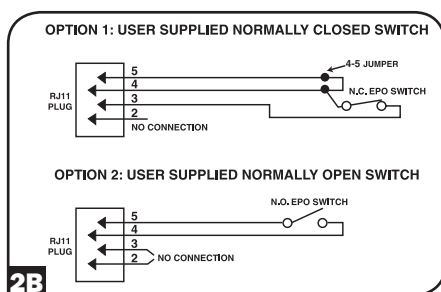 OPTION 1: USER SUPPLIED NORMALLY CLOSED SWITCH
4-5 JUMPER
5
4
N.C. EPO SWITCH
RJ11
PLUG
3
2
NO CONNECTION
OPTION 2: USER SUPPLIED NORMALLY OPEN SWITCH
N.O. EPO SWITCH
5
4
RJ11
PLUG
3
2
NO CONNECTION
2B